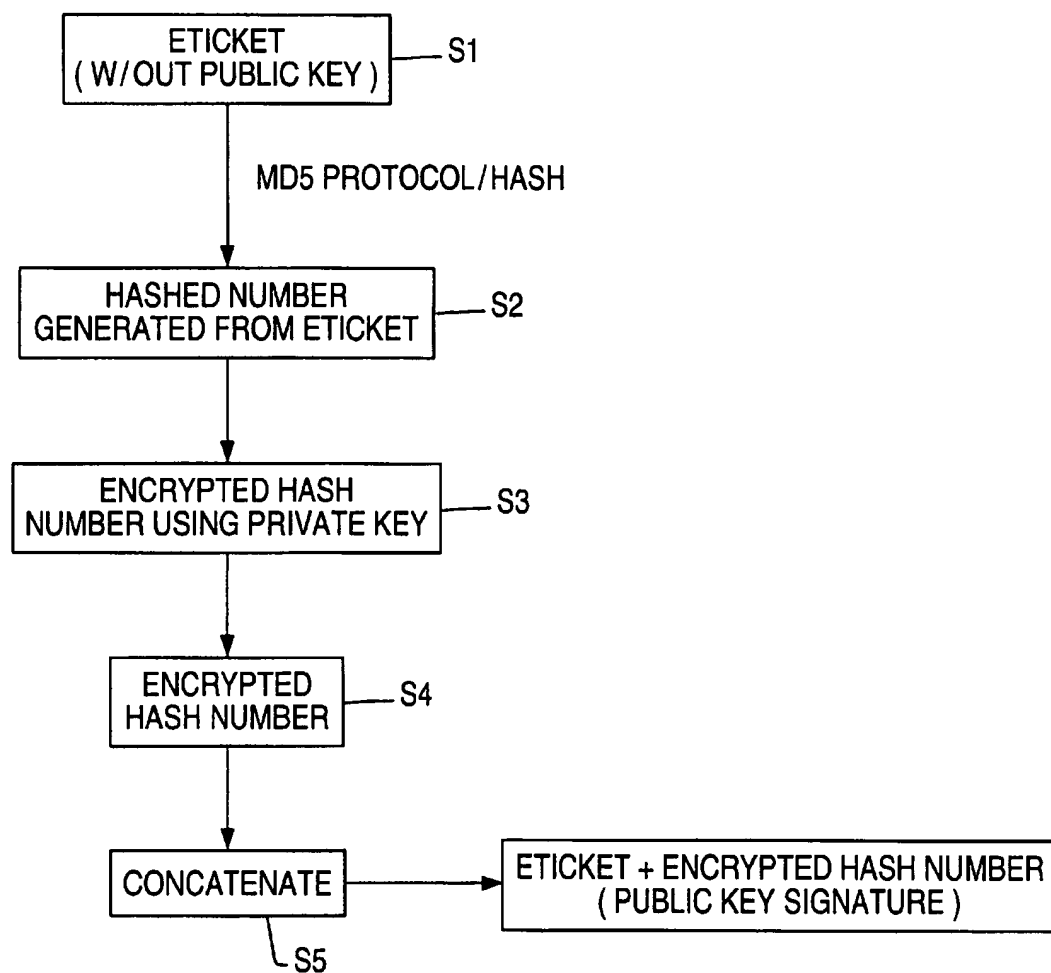 ETICKET
( W/OUT PUBLIC KEY )
S1
MD5 PROTOCOL/HASH
HASHED NUMBER
GENERATED FROM ETICKET
S2
ENCRYPTED HASH
NUMBER USING PRIVATE KEY
S3
ENCRYPTED
HASH NUMBER
S4
CONCATENATE
S5
ETICKET + ENCRYPTED HASH NUMBER
( PUBLIC KEY SIGNATURE )